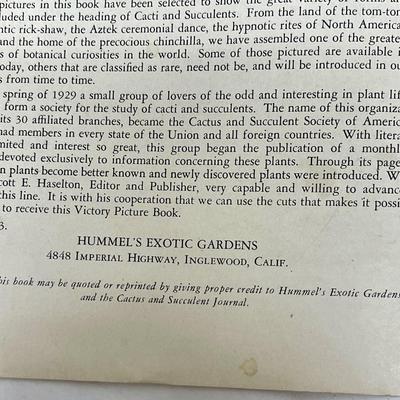 pictures in this book have been selected to show the great variety of
uded under the heading of Cacti and Succulents. From the land of the tom-tom
ntic rick-shaw, the Aztek ceremonial dance, the hypnotic rites of North America
and the home of the precocious chinchilla, we have assembled one of the greate
s of botanical curiosities in the world. Some of those pictured are available i
oday, others that are classified as rare, need not be, and will be introduced in ou
s from time to time.
spring of 1929 a small group of lovers of the odd and interesting in plant life
form a society for the study of cacti and succulents. The name of this organiza
its 30 affiliated branches, became the Cactus and Succulent Society of Americ
had members in every state of the Union and all foreign countries. With litera
mited and interest so great, this group began the publication of a monthly
devoted exclusively to information concerning these plants. Through its page
n plants become better known and newly discovered plants were introduced. W
cott E. Haselton, Editor and Publisher, very capable and willing to advance
this line. It is with his cooperation that we can use the cuts that makes it possi
to receive this Victory Picture Book.
3.
HUMMEL'S EXOTIC GARDENS
4848 IMPERIAL HIGHWAY, INGLEWOOD, CALIF.
his book may be quoted or reprinted by giving proper credit to Hummel's Exotic Gardens
and the Cactus and Succulent Journal.